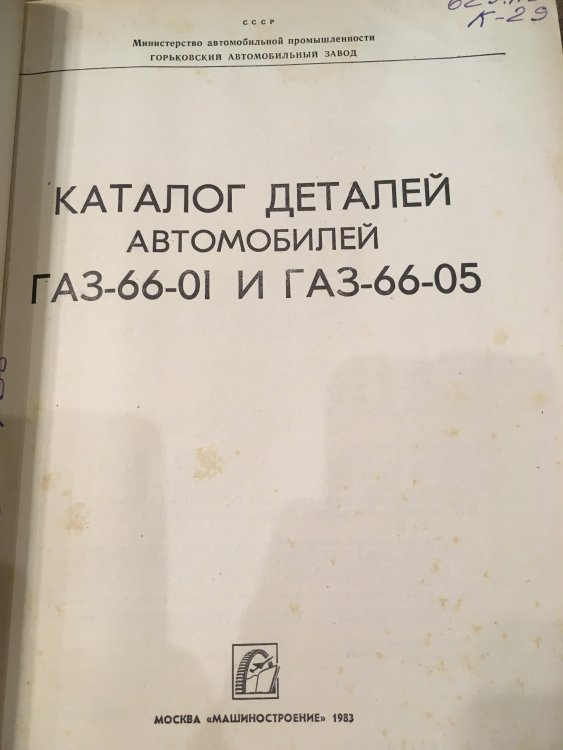 СССР
Министерство автомобильной промышленности
ГОРЬКОВСКИЙ АВТОМОБИЛЬНЫЙ ЗАВОД
К-29
КАТАЛОГ ДЕТАЛЕЙ
АВТОМОБИЛЕЙ
ГАЗ-66-01 И ГАЗ-66-05
МОСКВА «МАШИНОСТРОЕНИЕ» 1983